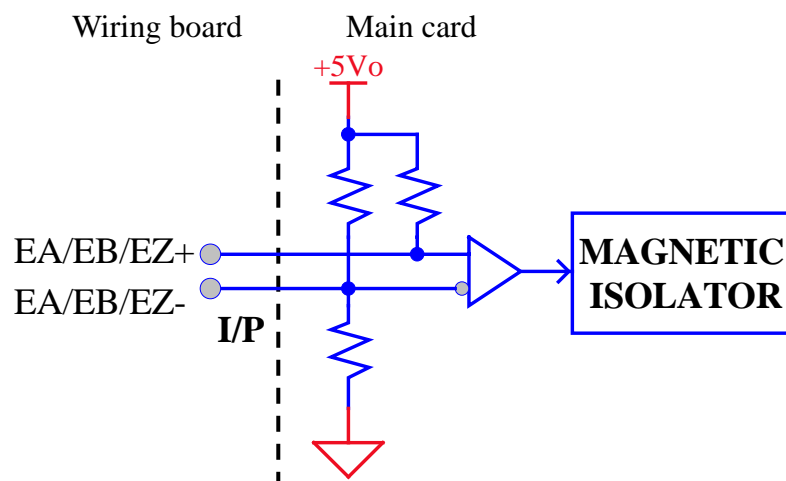 Wiring board
Main card
+5Vo
EA/EB/EZ+
EA/EB/EZ-
I/P
MAGNETIC
ISOLATOR